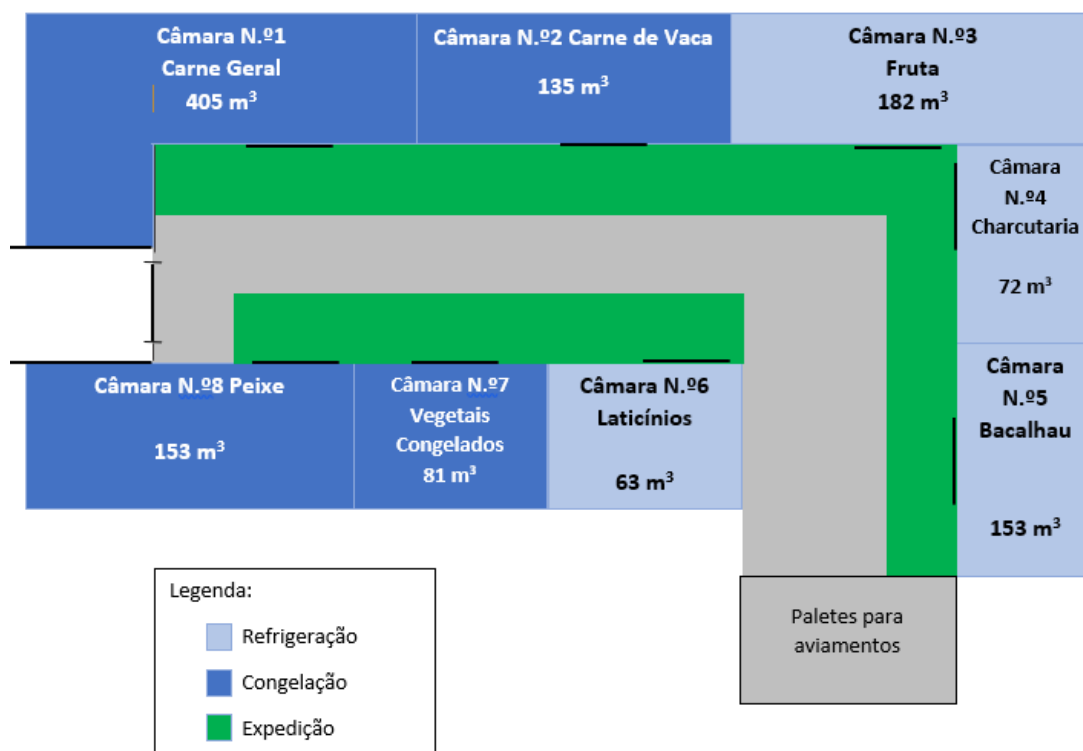 Câmara N.º1
Carne Geral
405 m³
Câmara N.º2 Carne de Vaca
135 m³
Câmara N.º3
Fruta
182 m³
Câmara
N.º4
Charcutaria
72 m³
Câmara
N.º5
Bacalhau
153 m³
Câmara N.º8 Peixe
153 m³
Câmara N.º7
Vegetais
Congelados
81 m³
Câmara N.º6
Laticínios
63 m³
Paletes para
aviamentos
Legenda:
Refrigeração
Congelação
Expedição